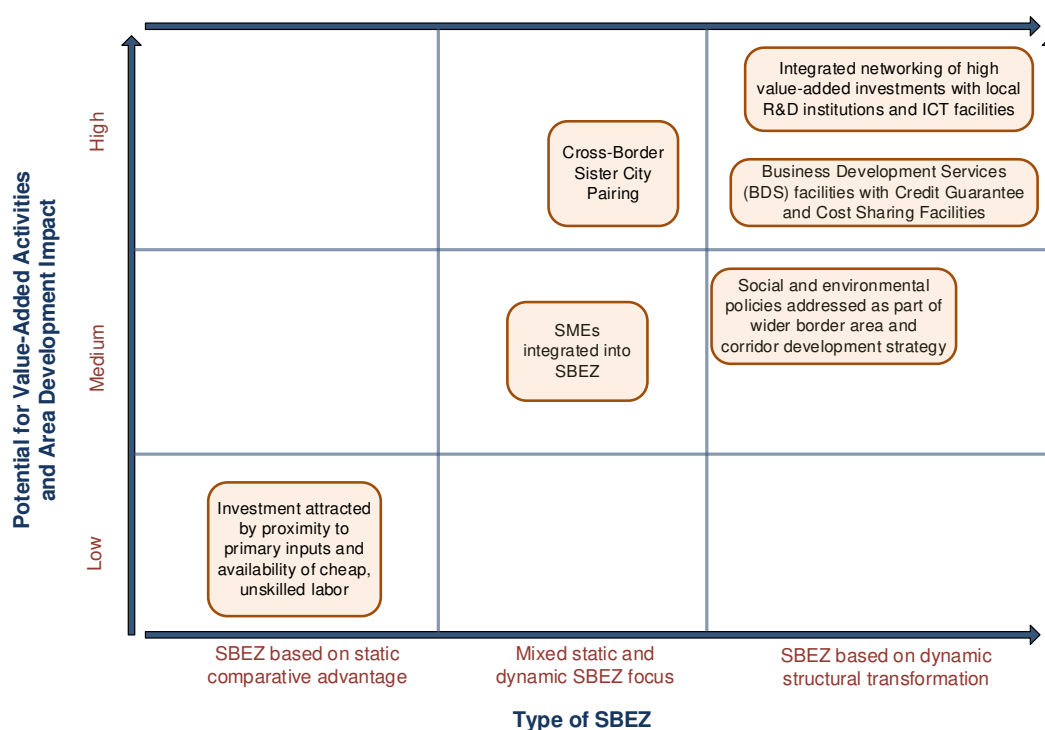 Potential for Value-Added Activities
and Area Development Impact
High
Medium
Low
Integrated networking of high
value-added investments with local
R&D institutions and ICT facilities
Cross-Border
Sister City
Pairing
Business Development Services
(BDS) facilities with Credit Guarantee
and Cost Sharing Facilities
SMEs
integrated into
SBEZ
Social and environmental
policies addressed as part of
wider border area and
corridor development strategy
Investment attracted
by proximity to
primary inputs and
availability of cheap,
unskilled labor
SBEZ based on static
comparative advantage
Mixed static and
dynamic SBEZ focus
SBEZ based on dynamic
structural transformation
Type of SBEZ